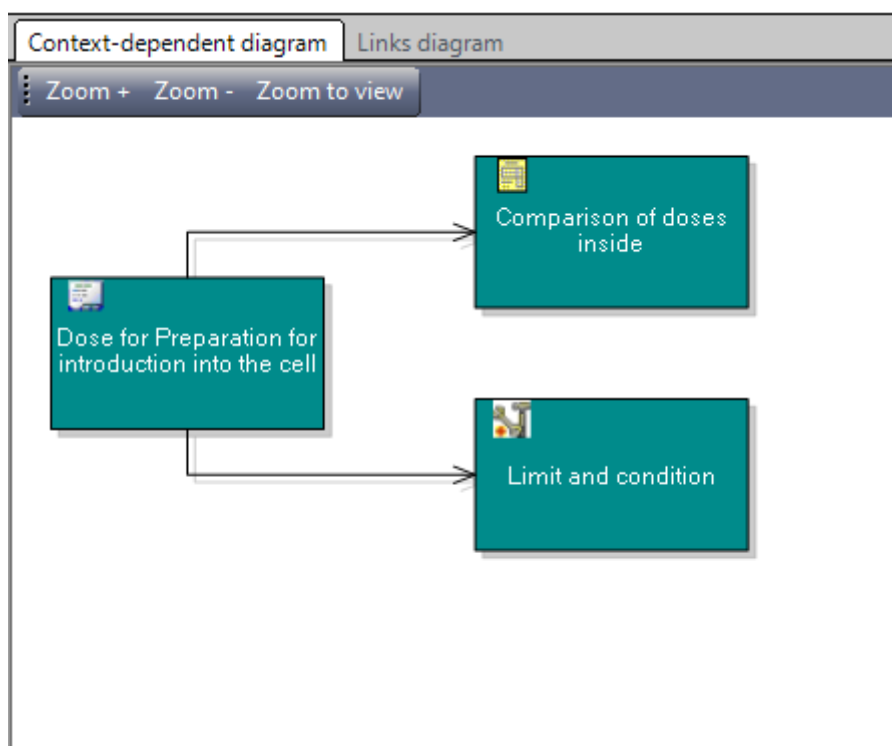 Context-dependent diagram Links diagram
Zoom + Zoom - Zoom to view
Comparison of doses
inside
Dose for Preparation for
introduction into the cell
Limit and condition